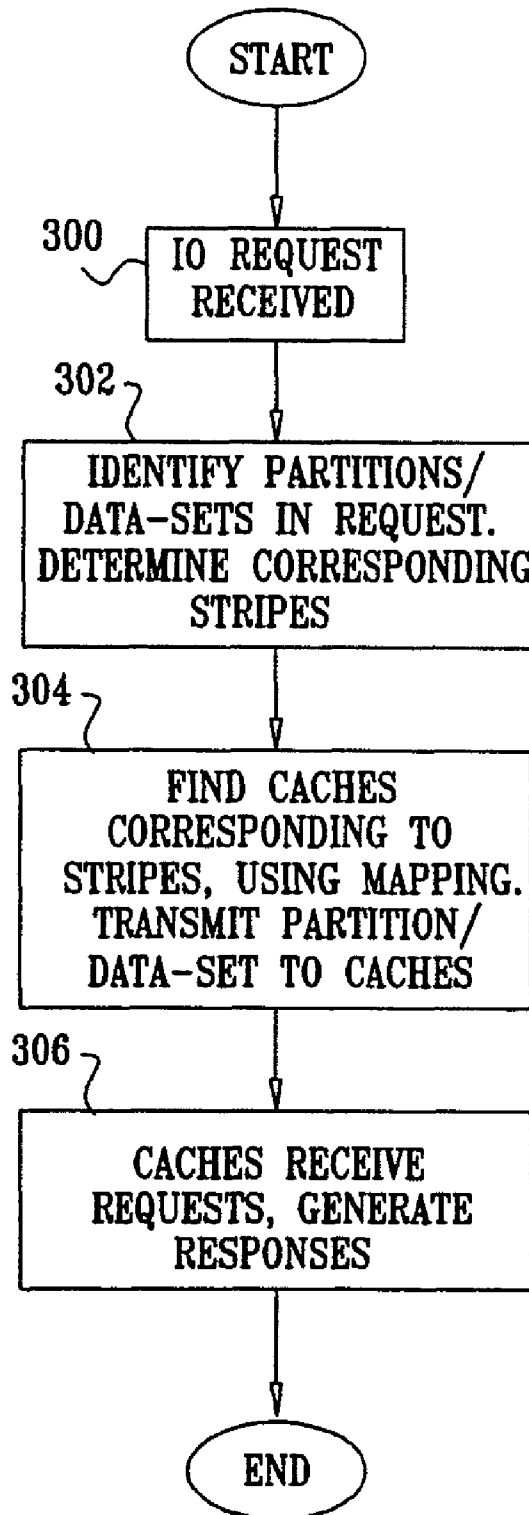 START
300
IO REQUEST
RECEIVED
302
IDENTIFY PARTITIONS/
DATA-SETS IN REQUEST.
DETERMINE CORRESPONDING
STRIPES
304
FIND CACHES
CORRESPONDING TO
STRIPES, USING MAPPING.
TRANSMIT PARTITION/
DATA-SET TO CACHES
306
CACHES RECEIVE
REQUESTS, GENERATE
RESPONSES
END